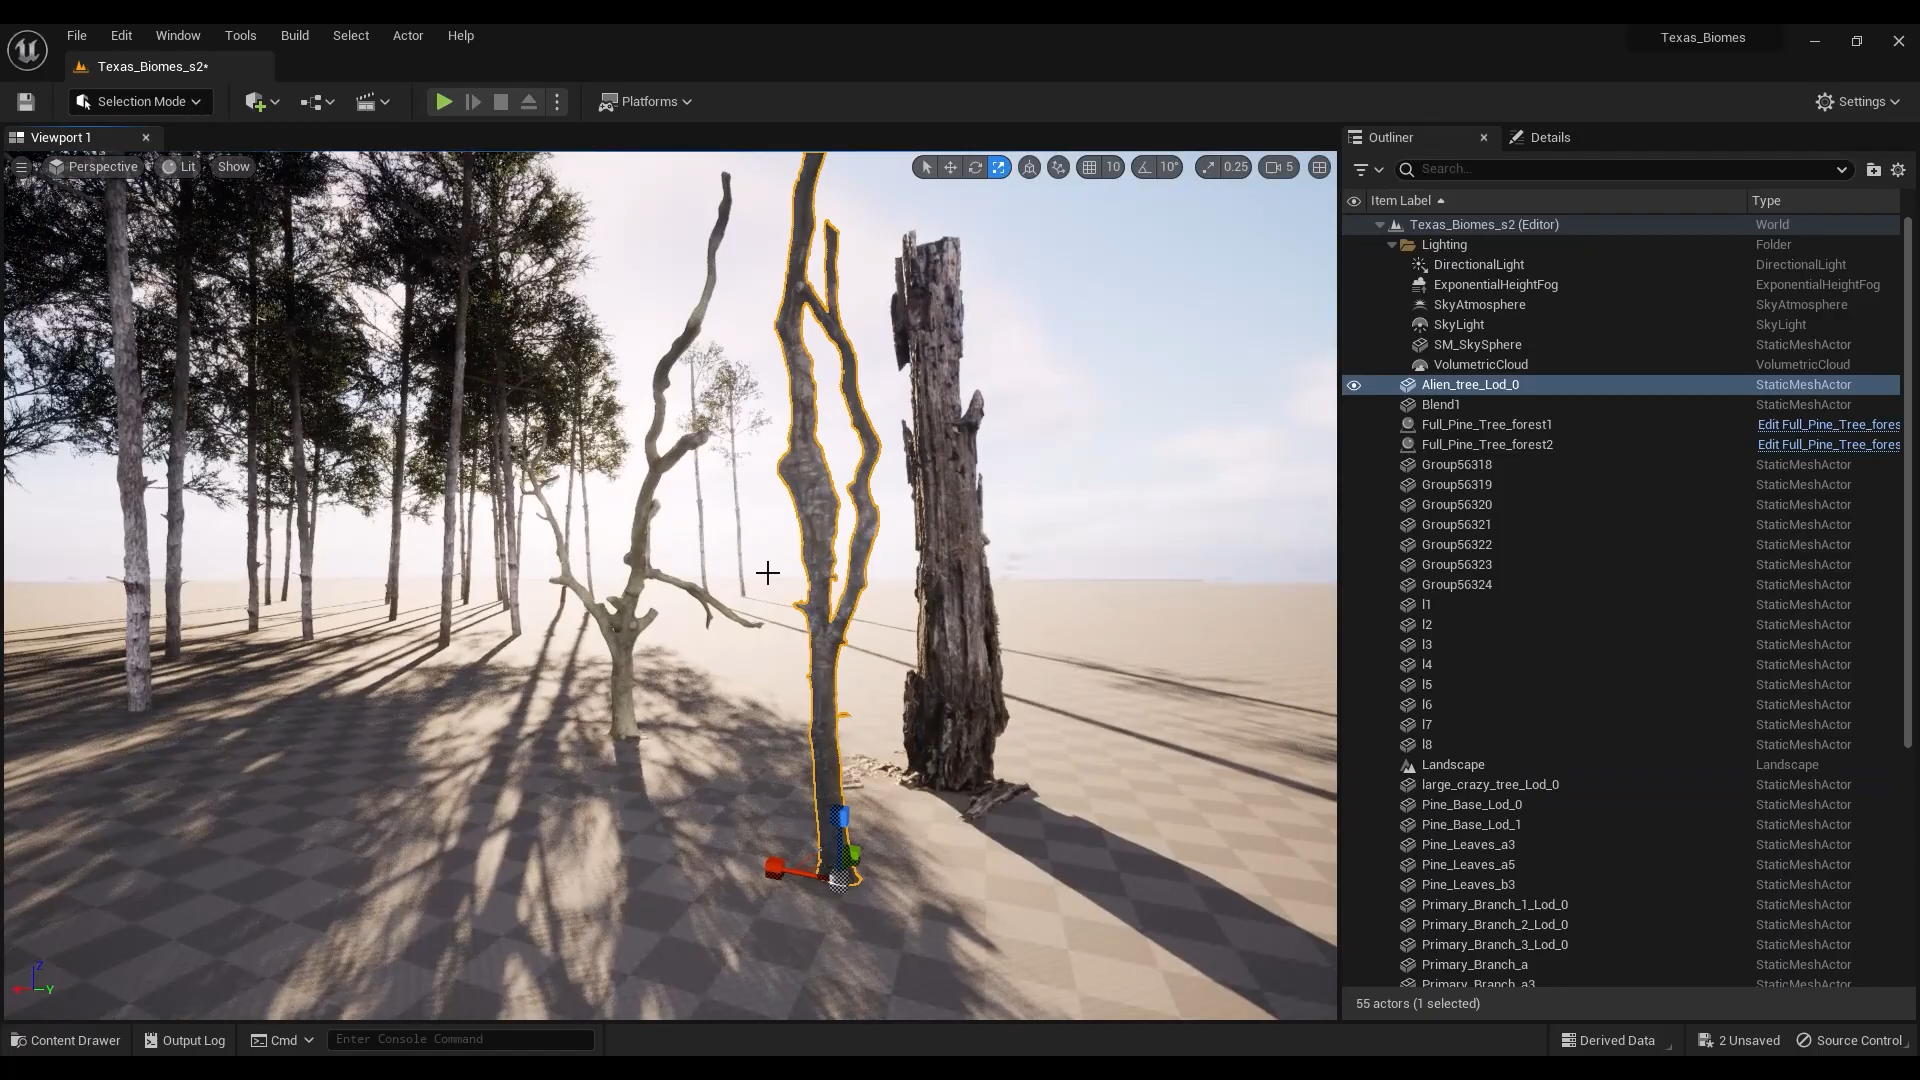 File Edit Window Tools Build Select Actor Help
Texas_Biomes
Texas_Biomes_s2*
Selection Mode
Platforms
Settings
Viewport 1
Outliner
Details
Perspective Lit Show
10 10° 0.25 5
Search...
Item Label Type
Texas_Biomes_s2 (Editor) World
Lighting Folder
DirectionalLight DirectionalLight
ExponentialHeightFog ExponentialHeightFog
SkyAtmosphere SkyAtmosphere
SkyLight SkyLight
SM_SkySphere StaticMeshActor
VolumetricCloud VolumetricCloud
Alien_tree_Lod_0 StaticMeshActor
Blend1 StaticMeshActor
Full_Pine_Tree_forest1 Edit Full_Pine_Tree_fores
Full_Pine_Tree_forest2 Edit Full_Pine_Tree_fores
Group56318 StaticMeshActor
Group56319 StaticMeshActor
Group56320 StaticMeshActor
Group56321 StaticMeshActor
Group56322 StaticMeshActor
Group56323 StaticMeshActor
Group56324 StaticMeshActor
l1 StaticMeshActor
l2 StaticMeshActor
l3 StaticMeshActor
l4 StaticMeshActor
l5 StaticMeshActor
l6 StaticMeshActor
l7 StaticMeshActor
l8 StaticMeshActor
Landscape Landscape
large_crazy_tree_Lod_0 StaticMeshActor
Pine_Base_Lod_0 StaticMeshActor
Pine_Base_Lod_1 StaticMeshActor
Pine_Leaves_a3 StaticMeshActor
Pine_Leaves_a5 StaticMeshActor
Pine_Leaves_b3 StaticMeshActor
Primary_Branch_1_Lod_0 StaticMeshActor
Primary_Branch_2_Lod_0 StaticMeshActor
Primary_Branch_3_Lod_0 StaticMeshActor
Primary_Branch_a StaticMeshActor
Primary_Branch_a3 StaticMeshActor
Z
Y
55 actors (1 selected)
Content Drawer Output Log Cmd Enter Console Command Derived Data 2 Unsaved Source Control